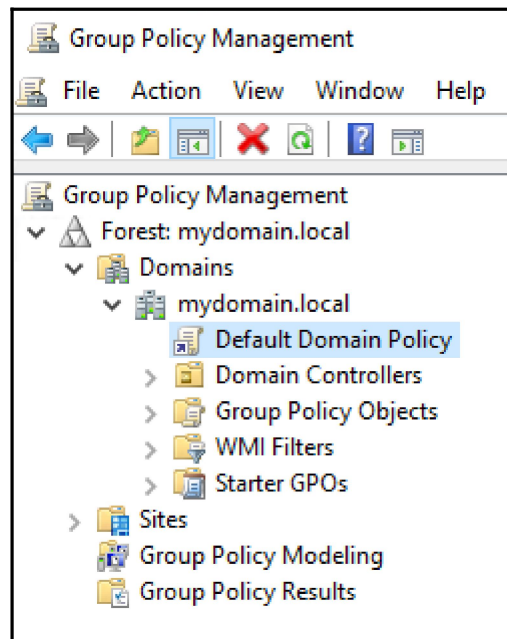 Group Policy Management
File Action View Window Help
Group Policy Management
Forest: mydomain.local
Domains
mydomain.local
Default Domain Policy
Domain Controllers
Group Policy Objects
WMI Filters
Starter GPOs
Sites
Group Policy Modeling
Group Policy Results